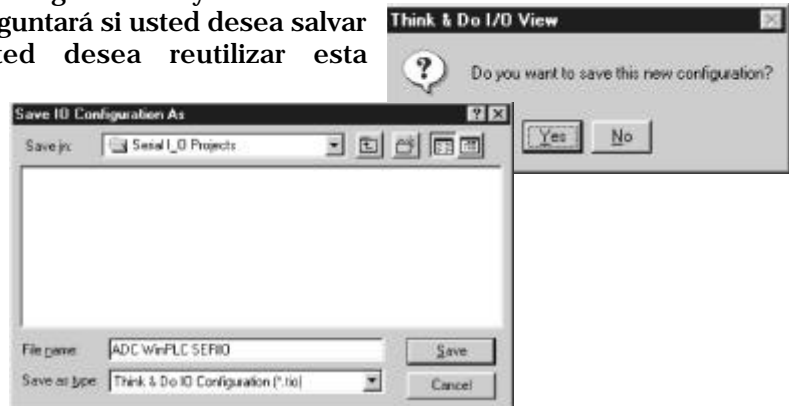 guntará si usted desea salvar
ted desea reutilizar esta
Think & Do I/O View
Do you want to save this new configuration?
Yes No
Save IO Configuration As
Save in: Serial I_O Projects
File name: ADC WinPLC SERIO
Save as type: Think & Do IO Configuration (*.tio)
Save
Cancel